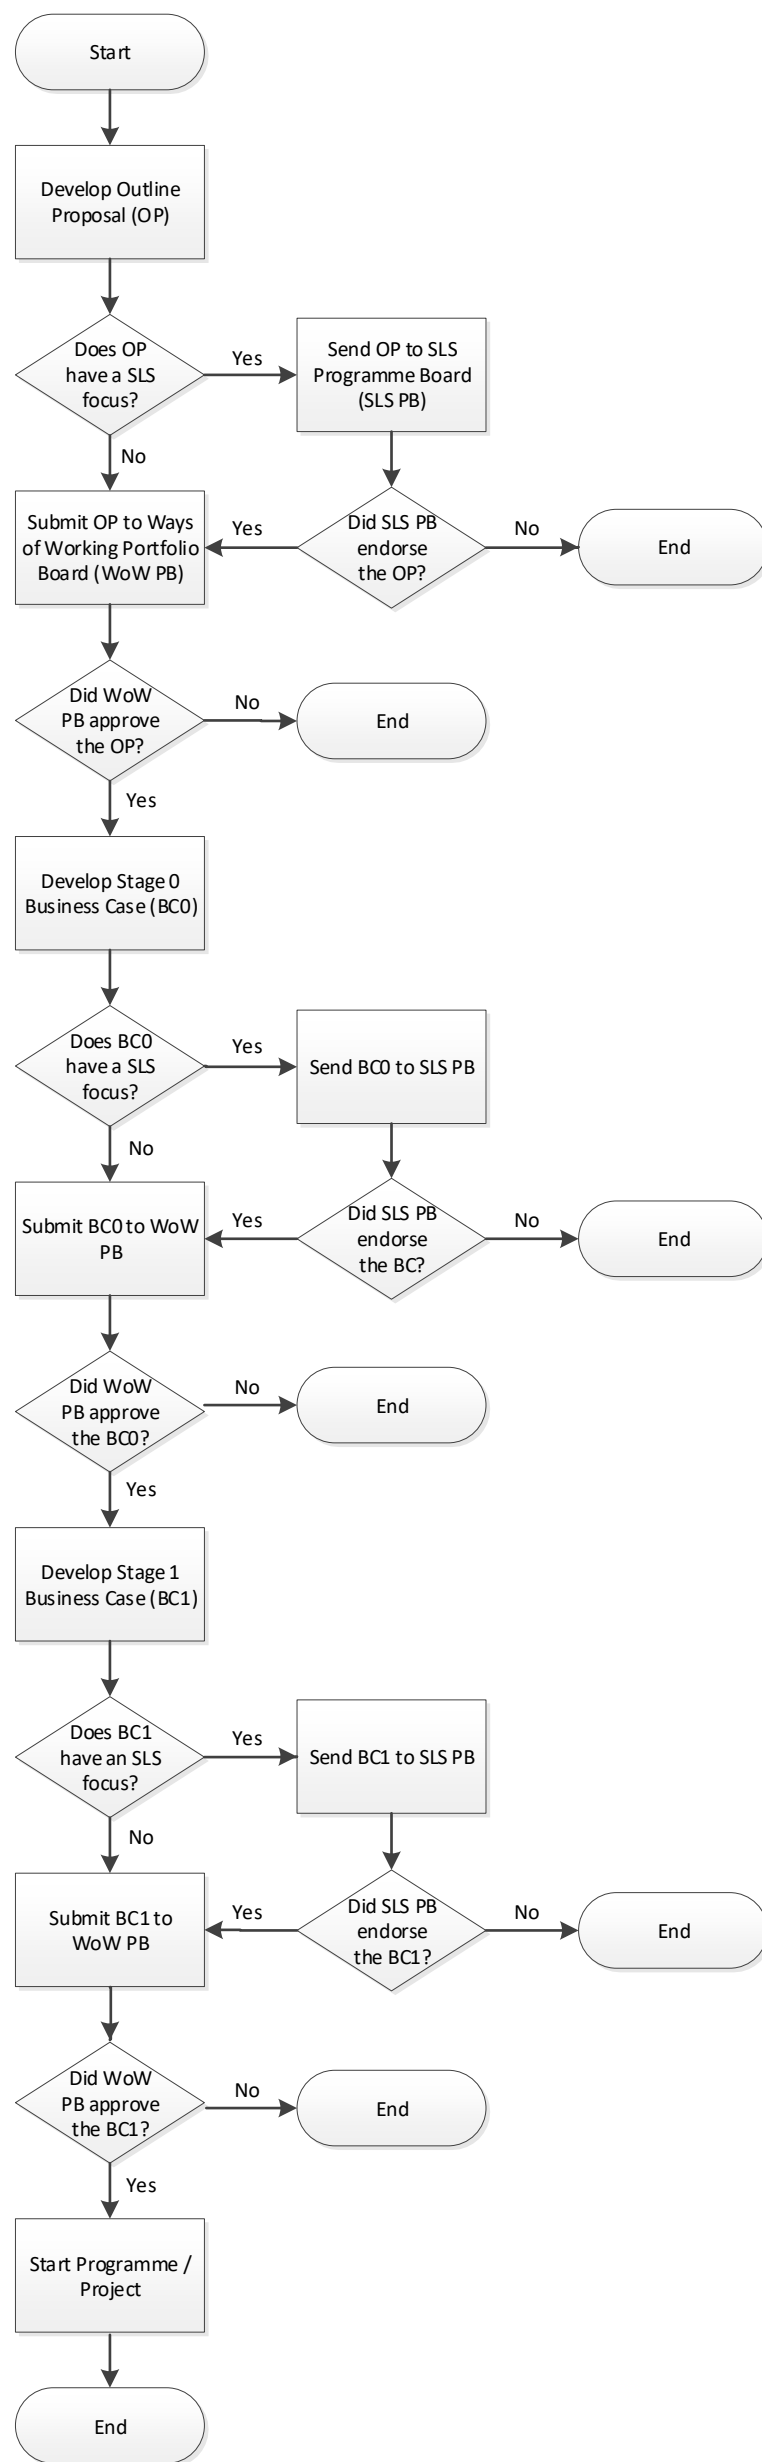 Start
Develop Outline
Proposal (OP)
Does OP
have a SLS
focus?
Yes
Send OP to SLS
Programme Board
(SLS PB)
No
Submit OP to Ways
of Working Portfolio
Board (WoW PB)
Yes
Did SLS PB
endorse
the OP?
No
End
Did WoW
PB approve
the OP?
No
End
Yes
Develop Stage 0
Business Case (BC0)
Does BC0
have a SLS
focus?
Yes
Send BC0 to SLS PB
No
Submit BC0 to WoW
PB
Yes
Did SLS PB
endorse
the BC?
No
End
Did WoW
PB approve
the BC0?
No
End
Yes
Develop Stage 1
Business Case (BC1)
Does BC1
have an SLS
focus?
Yes
Send BC1 to SLS PB
No
Submit BC1 to
WoW PB
Yes
Did SLS PB
endorse
the BC1?
No
End
Did WoW
PB approve
the BC1?
No
End
Yes
Start Programme /
Project
End